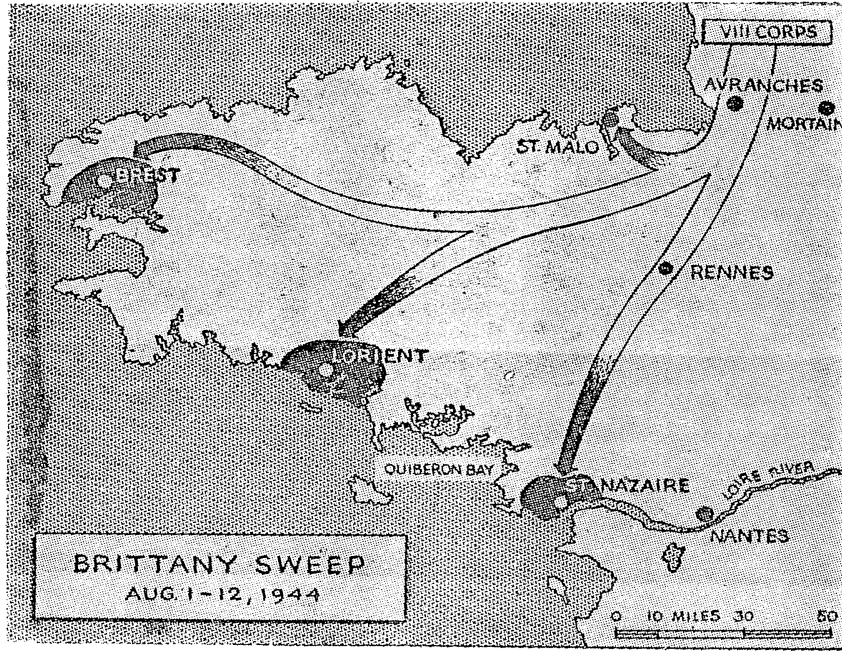 VIII CORPS
AVRANCHES
MORTAIN
ST. MALO
BREST
RENNES
LORIENT
QUIBERON BAY
ST. NAZAIRE
LOIRE RIVER
NANTES
BRITTANY SWEEP
AUG. 1-12, 1944
0 10 MILES 30 50